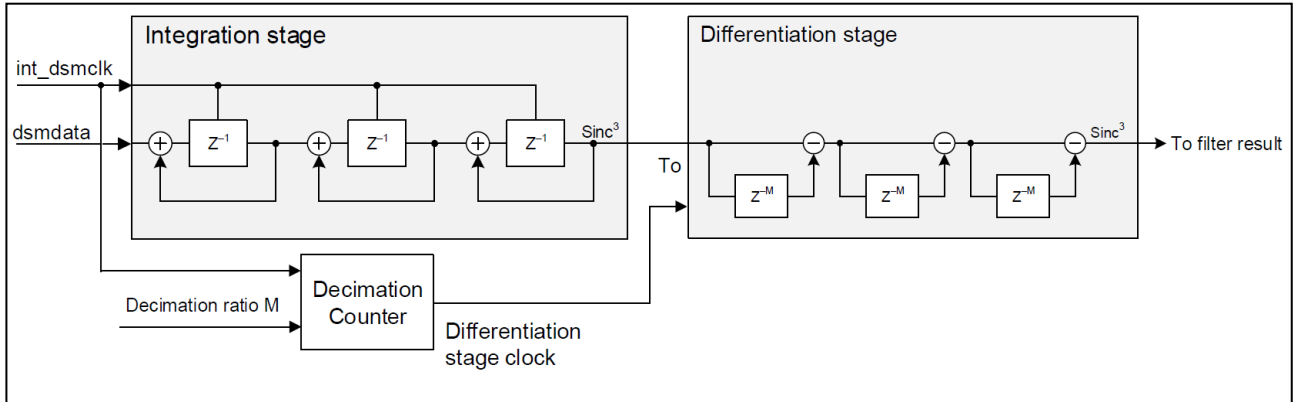 Integration stage
Differentiation stage
int_dsmclk
dsmdata
+
Z⁻¹
+
Z⁻¹
+
Z⁻¹
Sinc³
To
−
−
−
Sinc³
To filter result
Z⁻ᴹ
Z⁻ᴹ
Z⁻ᴹ
Decimation ratio M
Decimation
Counter
Differentiation
stage clock